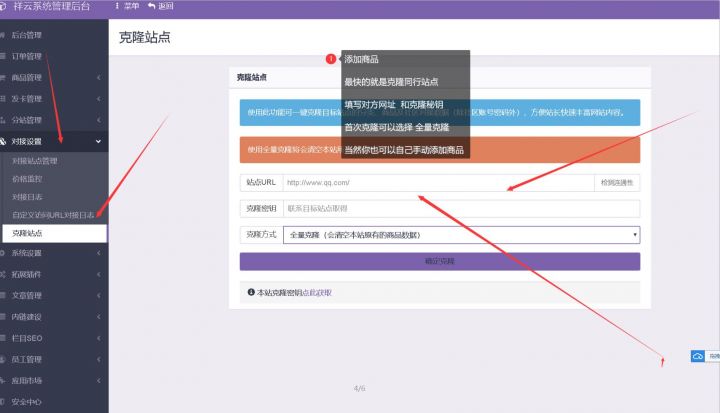 祥云系统管理后台
菜单 返回
后台管理
订单管理
商品管理
发卡管理
分站管理
对接设置
对接站点管理
价格监控
对接日志
自定义访问URL对接日志
克隆站点
系统设置
拓展插件
文章管理
内链建设
栏目SEO
员工管理
应用市场
安全中心
克隆站点
1 添加商品
最快的就是克隆同行站点
填写对方网址 和克隆秘钥
首次克隆可以选择 全量克隆
当然你也可以自己手动添加商品
克隆站点
使用此功能可一键克隆目标站点的
账号密码外），方便站长快速丰富网站内容。
使用全量克隆将会清空本站
站点URL http://www.qq.com/ 检测连通性
克隆密钥 联系目标站点取得
克隆方式 全量克隆（会清空本站原有的商品数据）
确定克隆
本站克隆密钥点此获取
4/6